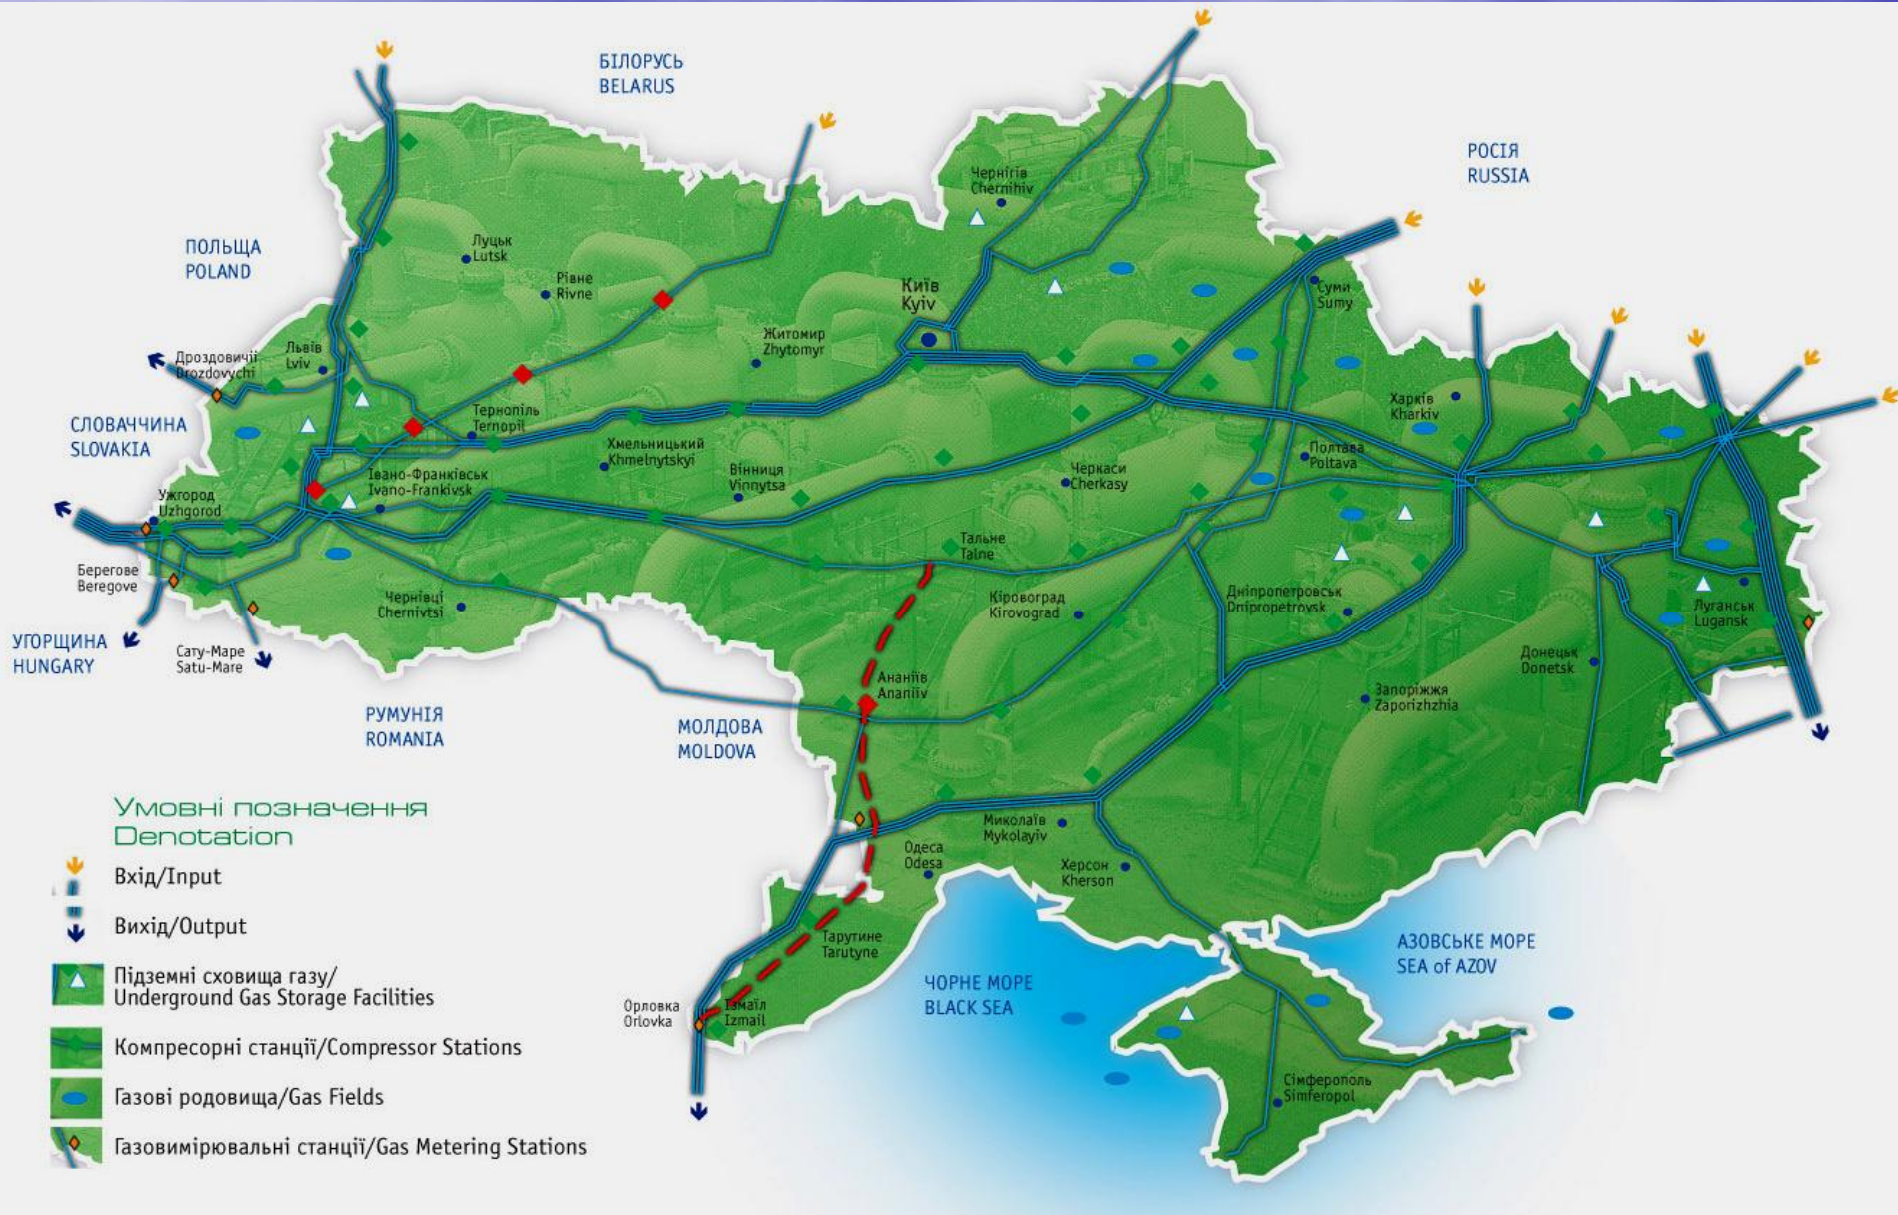 БІЛОРУСЬ
BELARUS
РОСІЯ
RUSSIA
Чернігів
Chernihiv
ПОЛЬЩА
POLAND
Луцьк
Lutsk
Рівне
Rivne
Київ
Kyiv
Суми
Sumy
Житомир
Zhytomyr
Львів
Lviv
Дроздовичі
Drozdovychi
Харків
Kharkiv
СЛОВАЧЧИНА
SLOVAKIA
Тернопіль
Ternopil
Хмельницький
Khmelnytskyi
Вінниця
Vinnytsa
Черкаси
Cherkasy
Полтава
Poltava
Івано-Франківськ
Ivano-Frankivsk
Ужгород
Uzhgorod
Тальне
Talne
Берегове
Beregove
Чернівці
Chernivtsi
Кіровоград
Kirovograd
Дніпропетровськ
Dnipropetrovsk
Луганськ
Lugansk
УГОРЩИНА
HUNGARY
Сату-Маре
Satu-Mare
Донецьк
Donetsk
Ананіїв
Ananiiv
Запоріжжя
Zaporizhzhia
РУМУНІЯ
ROMANIA
МОЛДОВА
MOLDOVA
Миколаїв
Mykolayiv
Одеса
Odesa
Херсон
Kherson
Тарутине
Tarutyne
АЗОВСЬКЕ МОРЕ
SEA of AZOV
ЧОРНЕ МОРЕ
BLACK SEA
Орловка
Orlovka
Ізмаїл
Izmail
Сімферополь
Simferopol
Умовні позначення
Denotation
Вхід/Input
Вихід/Output
Підземні сховища газу/
Underground Gas Storage Facilities
Компресорні станції/Compressor Stations
Газові родовища/Gas Fields
Газовимірювальні станції/Gas Metering Stations